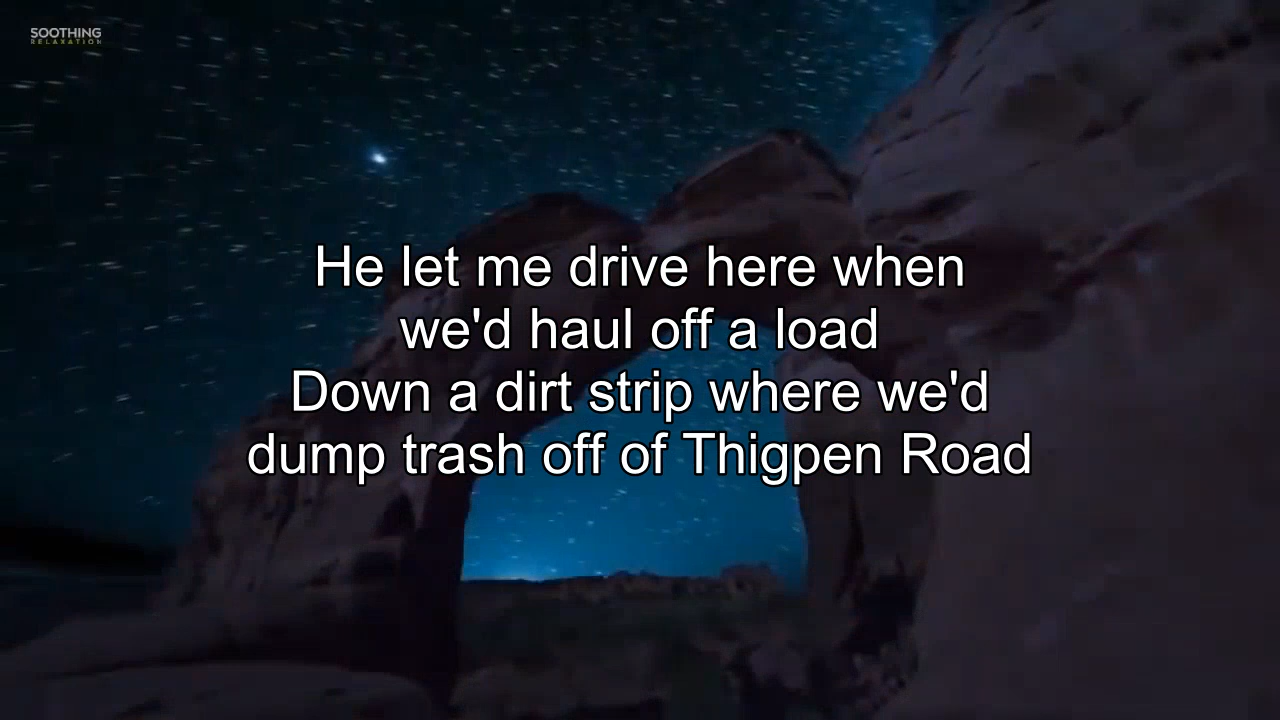 SOOTHING
RELAXATION
He let me drive here when
we'd haul off a load
Down a dirt strip where we'd
dump trash off of Thigpen Road